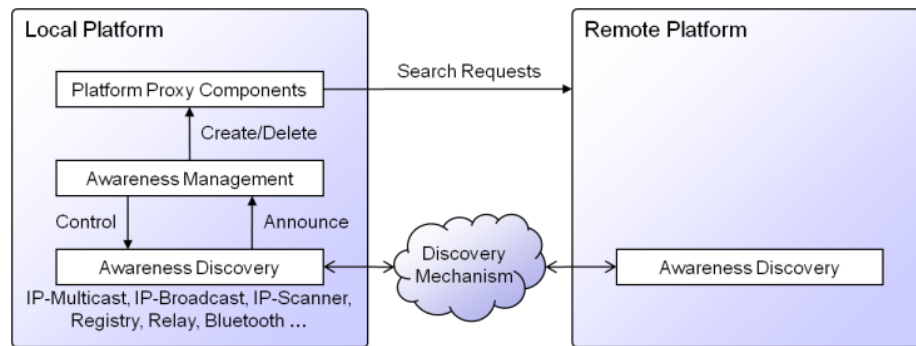 Local Platform
Platform Proxy Components
Create/Delete
Awareness Management
Control
Announce
Awareness Discovery
IP-Multicast, IP-Broadcast, IP-Scanner,
Registry, Relay, Bluetooth ...
Search Requests
Discovery
Mechanism
Remote Platform
Awareness Discovery